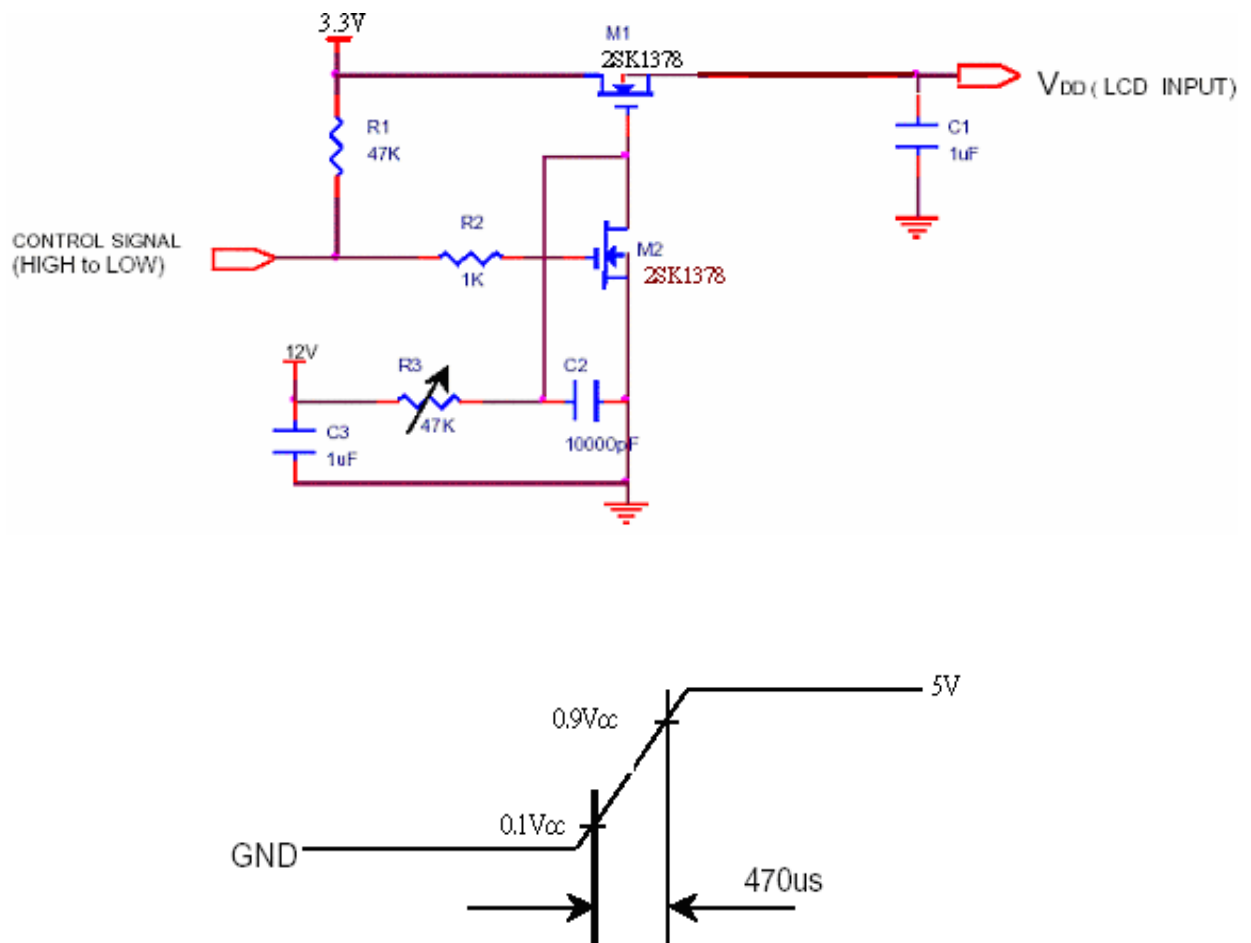 3.3V
M1
2SK1378
VDD ( LCD INPUT)
R1
47K
C1
1uF
CONTROL SIGNAL
(HIGH to LOW)
R2
1K
M2
2SK1378
12V
R3
47K
C2
10000pF
C3
1uF
5V
0.9Vcc
0.1Vcc
GND
470us